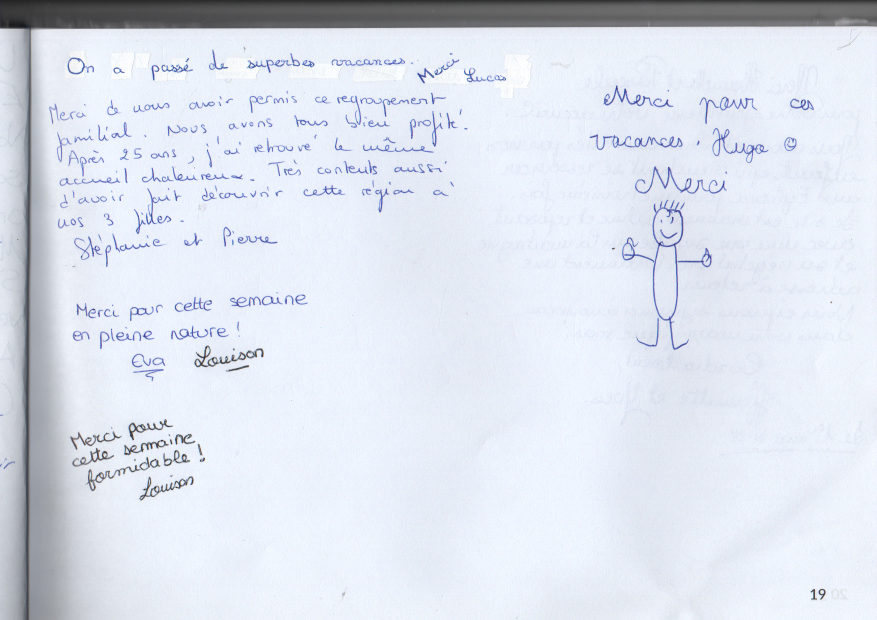 On a passé de superbes vacances.
Merci Lucas
Merci de nous avoir permis ce regroupement
familial. Nous avons tous bien profité.
Après 25 ans, j'ai retrouvé le même
accueil chaleureux. Très contents aussi
d'avoir fait découvrir cette région à
nos 3 filles.
Stéphanie et Pierre
Merci pour cette semaine
en pleine nature !
Eva Louison
Merci pour
cette semaine
formidable !
Louison
Merci pour ces
vacances. Hugo ☺
Merci
19